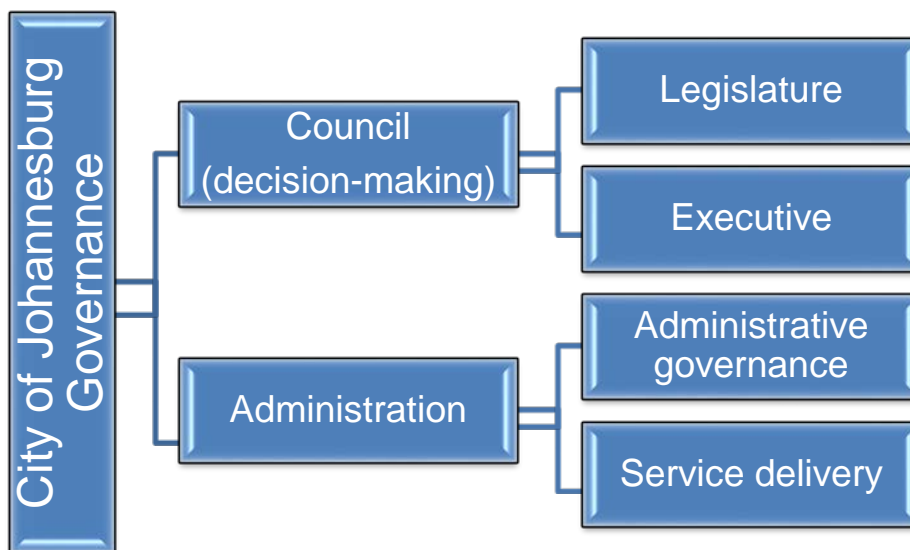 City of Johannesburg
Governance
Council
(decision-making)
Legislature
Executive
Administration
Administrative
governance
Service delivery